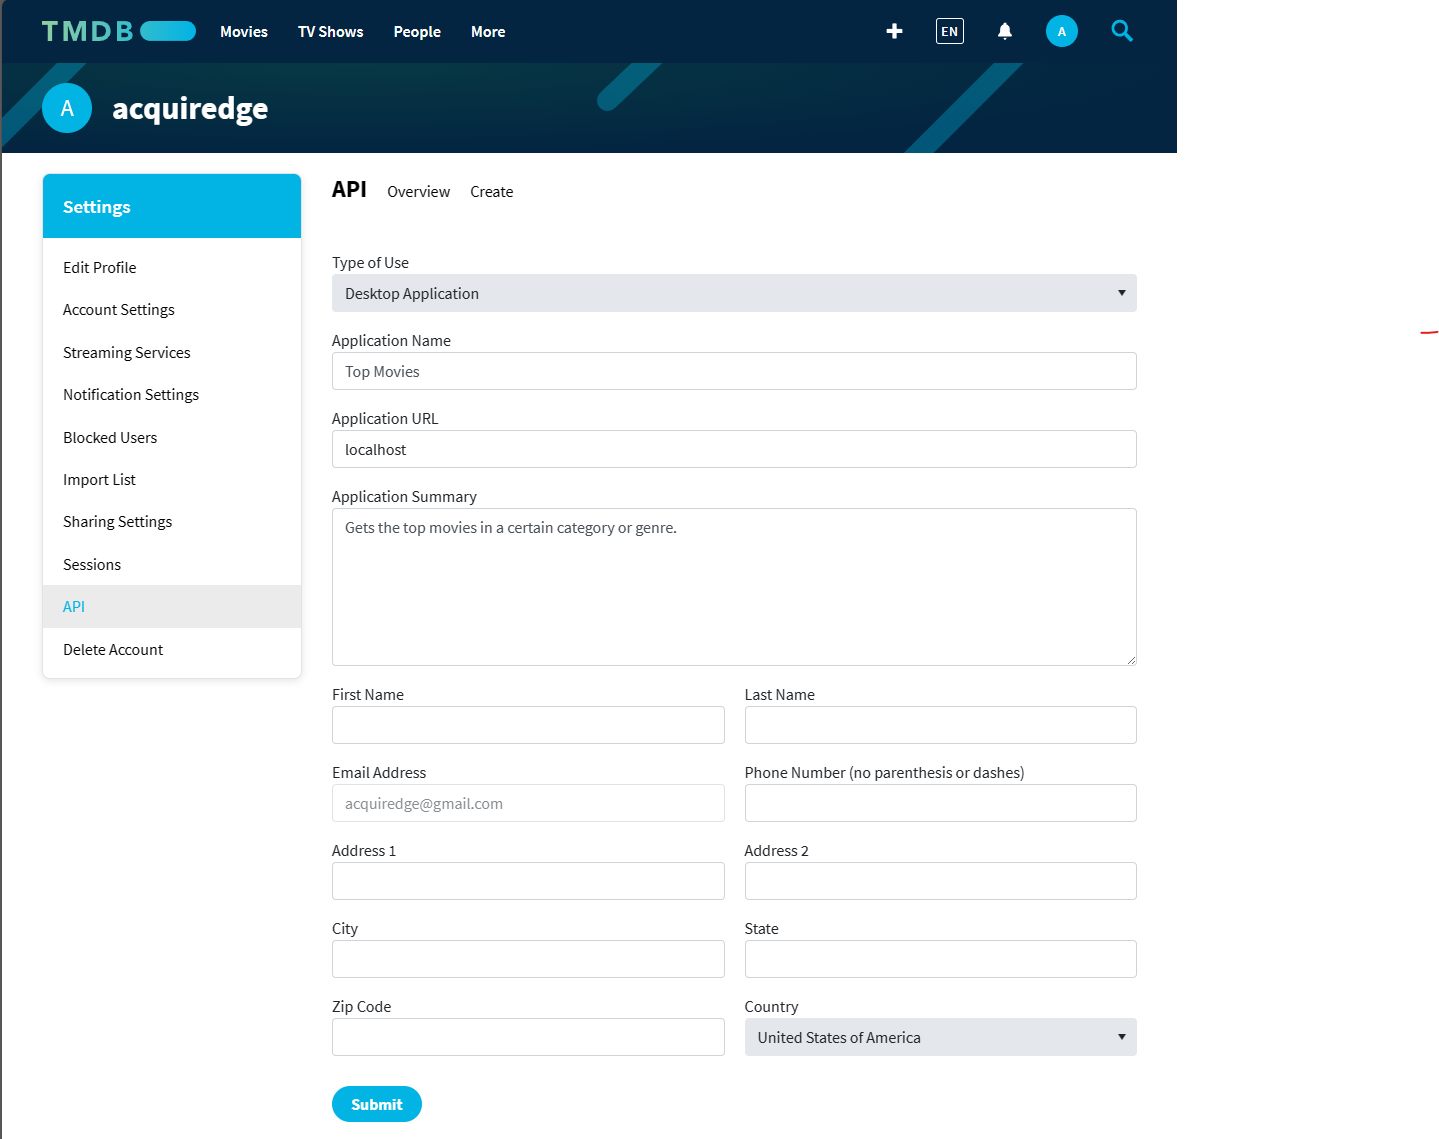 TMDB Movies TV Shows People More EN A
A acquiredge
Settings
Edit Profile
Account Settings
Streaming Services
Notification Settings
Blocked Users
Import List
Sharing Settings
Sessions
API
Delete Account
API Overview Create
Type of Use
Desktop Application
Application Name
Top Movies
Application URL
localhost
Application Summary
Gets the top movies in a certain category or genre.
First Name Last Name
Email Address Phone Number (no parenthesis or dashes)
acquiredge@gmail.com
Address 1 Address 2
City State
Zip Code Country
United States of America
Submit